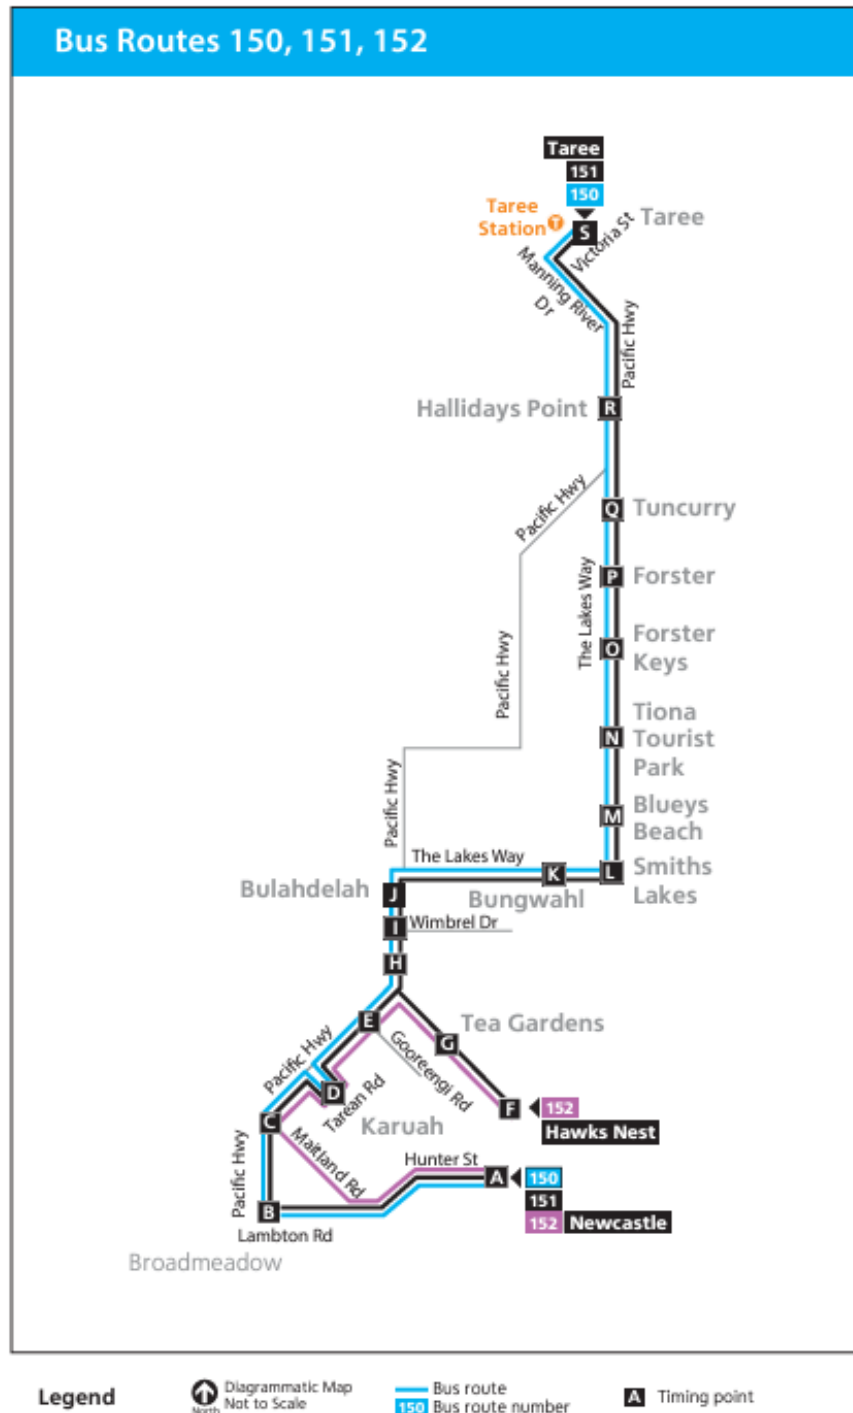 Bus Routes 150, 151, 152
Taree
151
150
Taree
Station
T
S
Victoria St
Taree
Manning River
Dr
Pacific Hwy
Hallidays Point
R
Pacific Hwy
Q
Tuncurry
P
Forster
The Lakes Way
O
Forster
Keys
Pacific Hwy
N
Tiona
Tourist
Park
Pacific Hwy
M
Blueys
Beach
The Lakes Way
K
L
Smiths
Lakes
Bulahdelah
J
Bungwahl
I
Wimbrel Dr
H
E
Tea Gardens
G
Pacific Hwy
Gooreengi Rd
D
Tarean Rd
F
152
Hawks Nest
C
Karuah
Maitland Rd
Hunter St
A
150
151
152
Newcastle
Pacific Hwy
B
Lambton Rd
Broadmeadow
Legend
North
Diagrammatic Map
Not to Scale
Bus route
150
Bus route number
A
Timing point